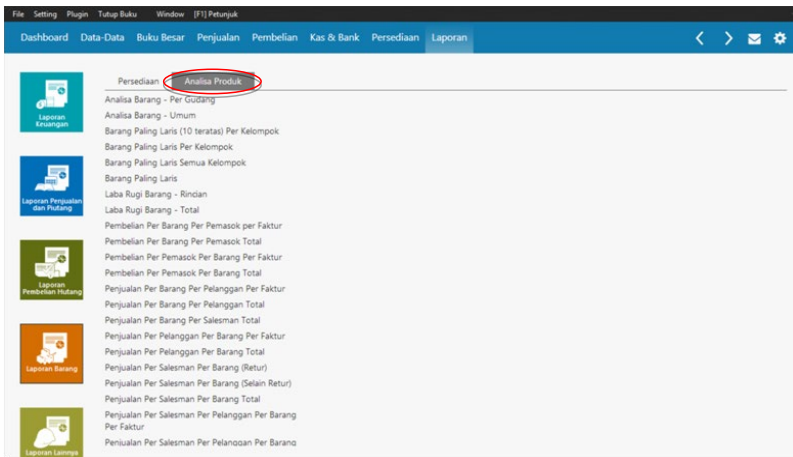 File Setting Plugin Tutup Buku Window [F1] Petunjuk
Dashboard Data-Data Buku Besar Penjualan Pembelian Kas & Bank Persediaan Laporan
Laporan
Keuangan
Laporan Penjualan
dan Piutang
Laporan
Pembelian Hutang
Laporan Barang
Laporan Lainnya
Persediaan Analisa Produk
Analisa Barang - Per Gudang
Analisa Barang - Umum
Barang Paling Laris (10 teratas) Per Kelompok
Barang Paling Laris Per Kelompok
Barang Paling Laris Semua Kelompok
Barang Paling Laris
Laba Rugi Barang - Rincian
Laba Rugi Barang - Total
Pembelian Per Barang Per Pemasok per Faktur
Pembelian Per Barang Per Pemasok Total
Pembelian Per Pemasok Per Barang Per Faktur
Pembelian Per Pemasok Per Barang Total
Penjualan Per Barang Per Pelanggan Per Faktur
Penjualan Per Barang Per Pelanggan Total
Penjualan Per Barang Per Salesman Total
Penjualan Per Pelanggan Per Barang Per Faktur
Penjualan Per Pelanggan Per Barang Total
Penjualan Per Salesman Per Barang (Retur)
Penjualan Per Salesman Per Barang (Selain Retur)
Penjualan Per Salesman Per Barang Total
Penjualan Per Salesman Per Pelanggan Per Barang
Per Faktur
Penjualan Per Salesman Per Pelanggan Per Barang